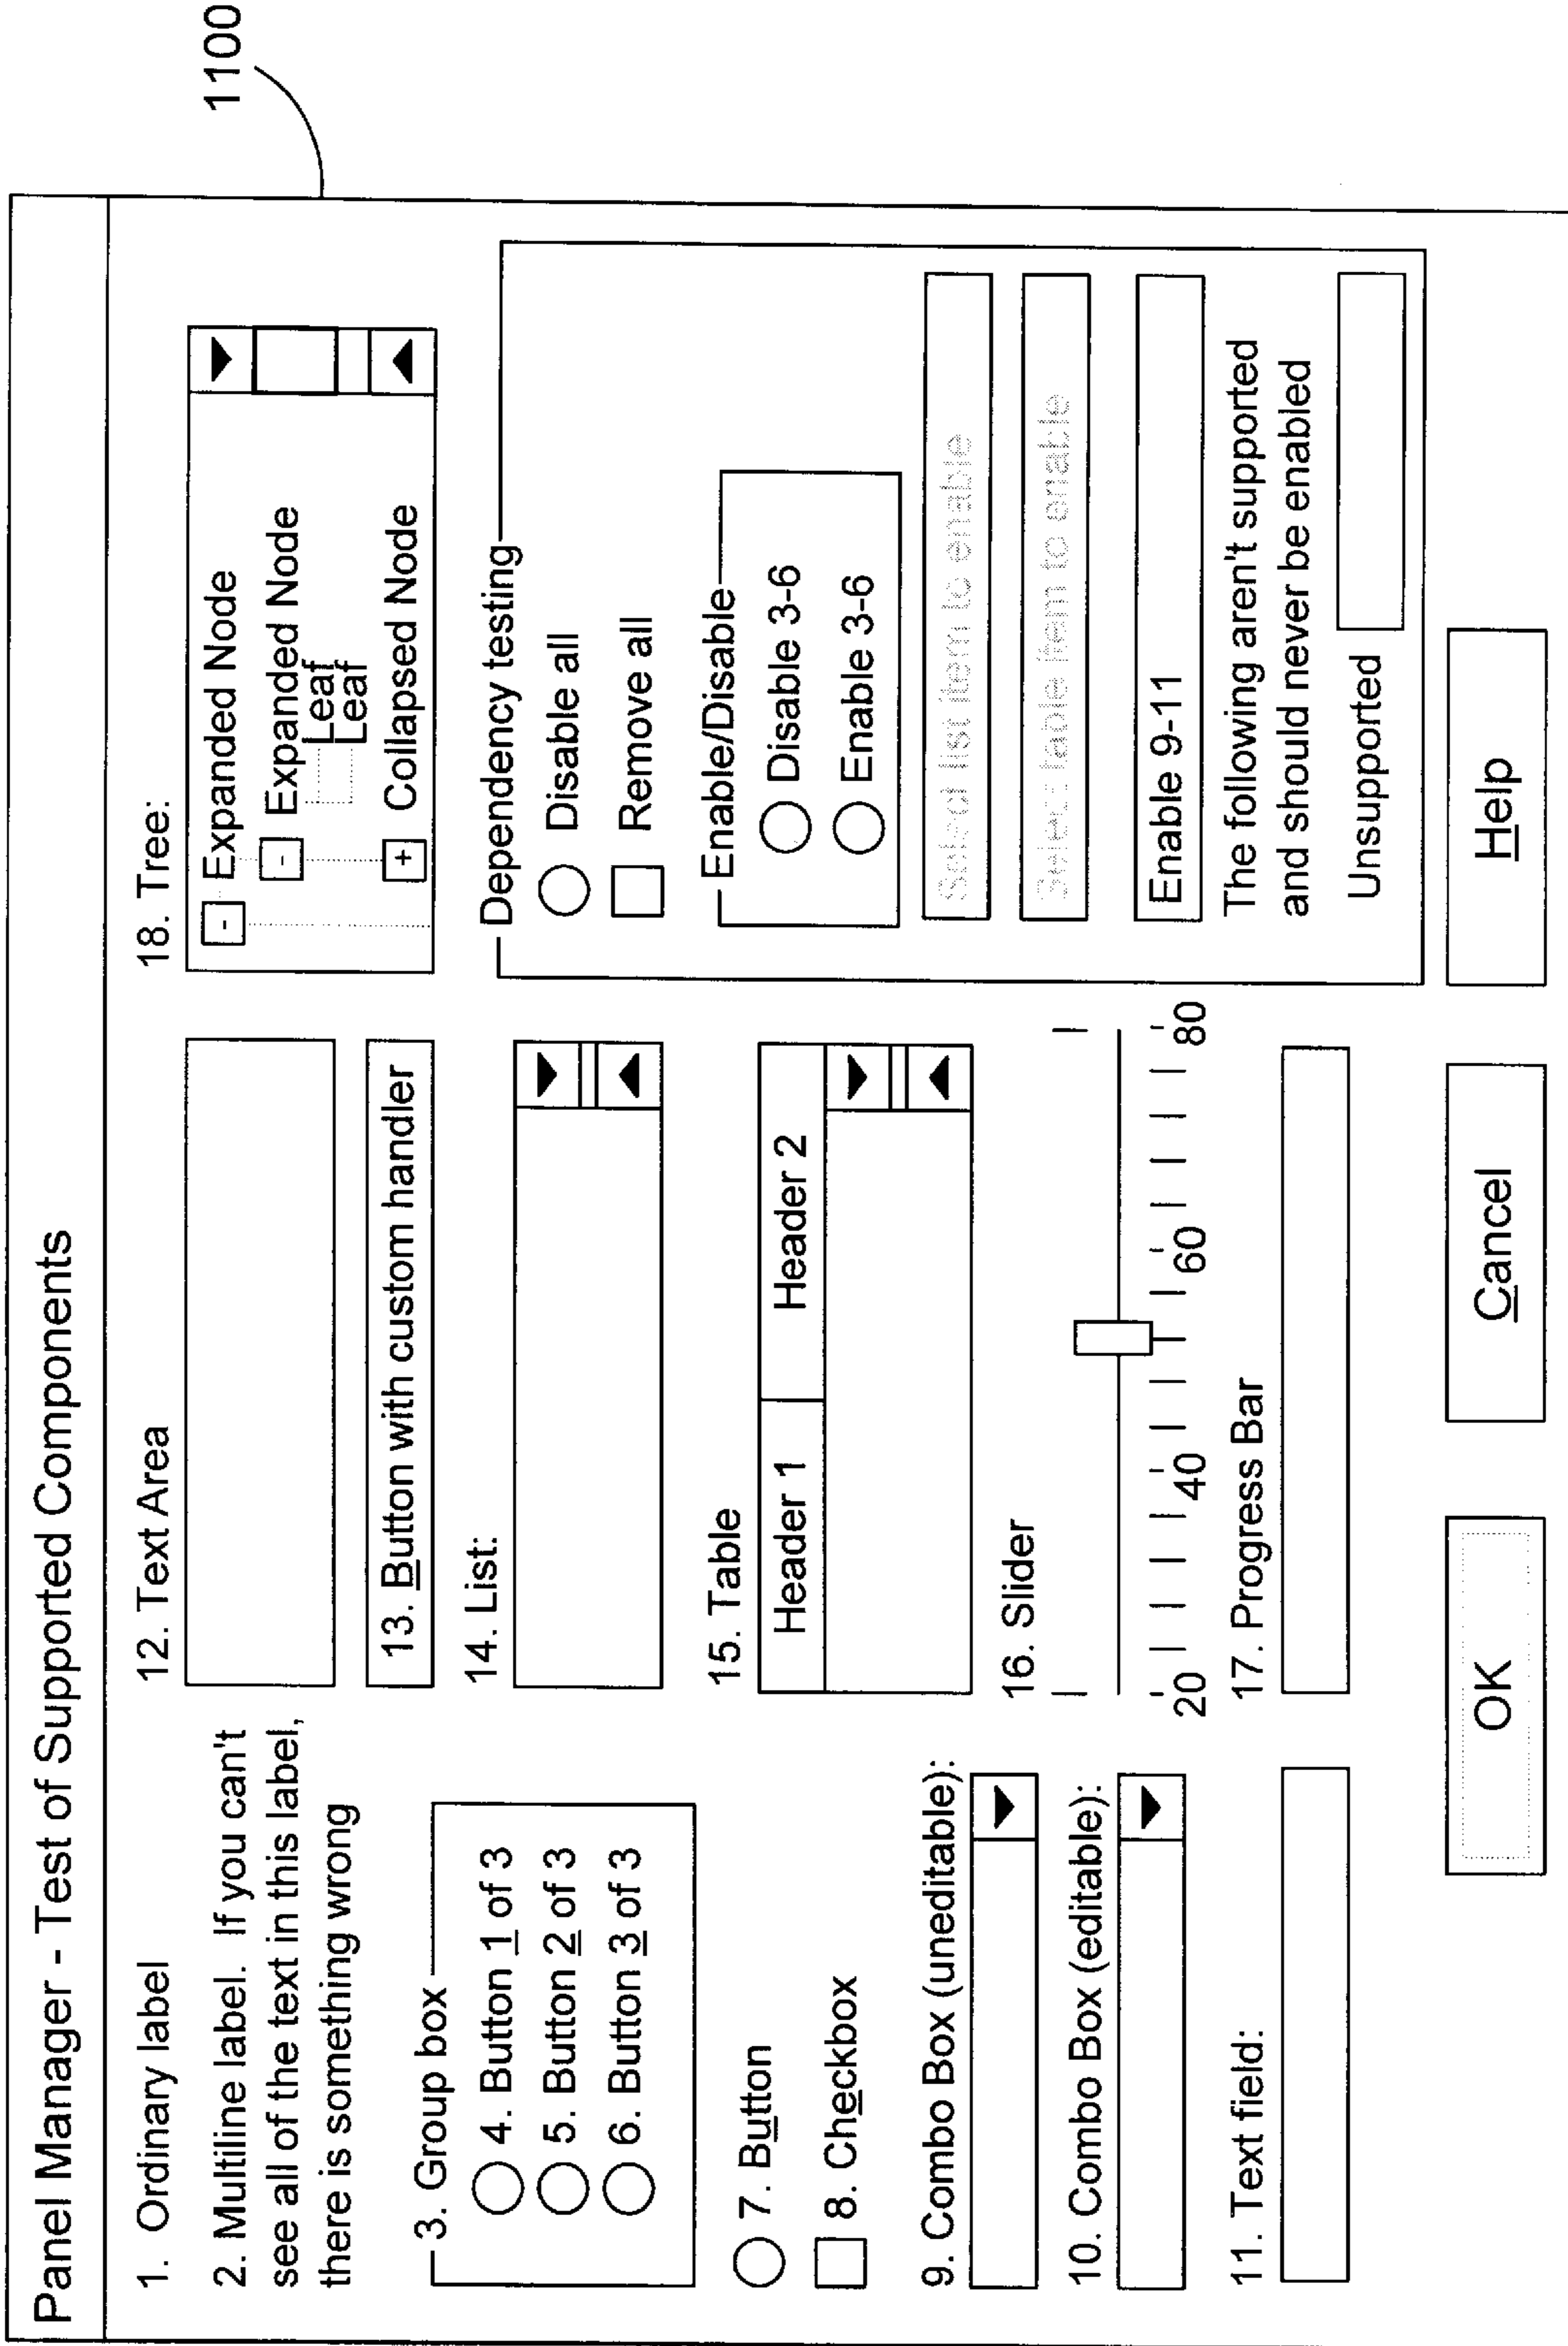 1100
Panel Manager - Test of Supported Components
1. Ordinary label
2. Multiline label. If you can't
see all of the text in this label,
there is something wrong
3. Group box
4. Button 1 of 3
5. Button 2 of 3
6. Button 3 of 3
7. Button
8. Checkbox
9. Combo Box (uneditable):
10. Combo Box (editable):
11. Text field:
12. Text Area
13. Button with custom handler
14. List:
15. Table
Header 1 Header 2
16. Slider
20 40 60 80
17. Progress Bar
18. Tree:
- Expanded Node
- Expanded Node
Leaf
Leaf
+ Collapsed Node
Dependency testing
Disable all
Remove all
Enable/Disable
Disable 3-6
Enable 3-6
Select list item to enable
Select table item to enable
Enable 9-11
The following aren't supported
and should never be enabled
Unsupported
OK Cancel Help